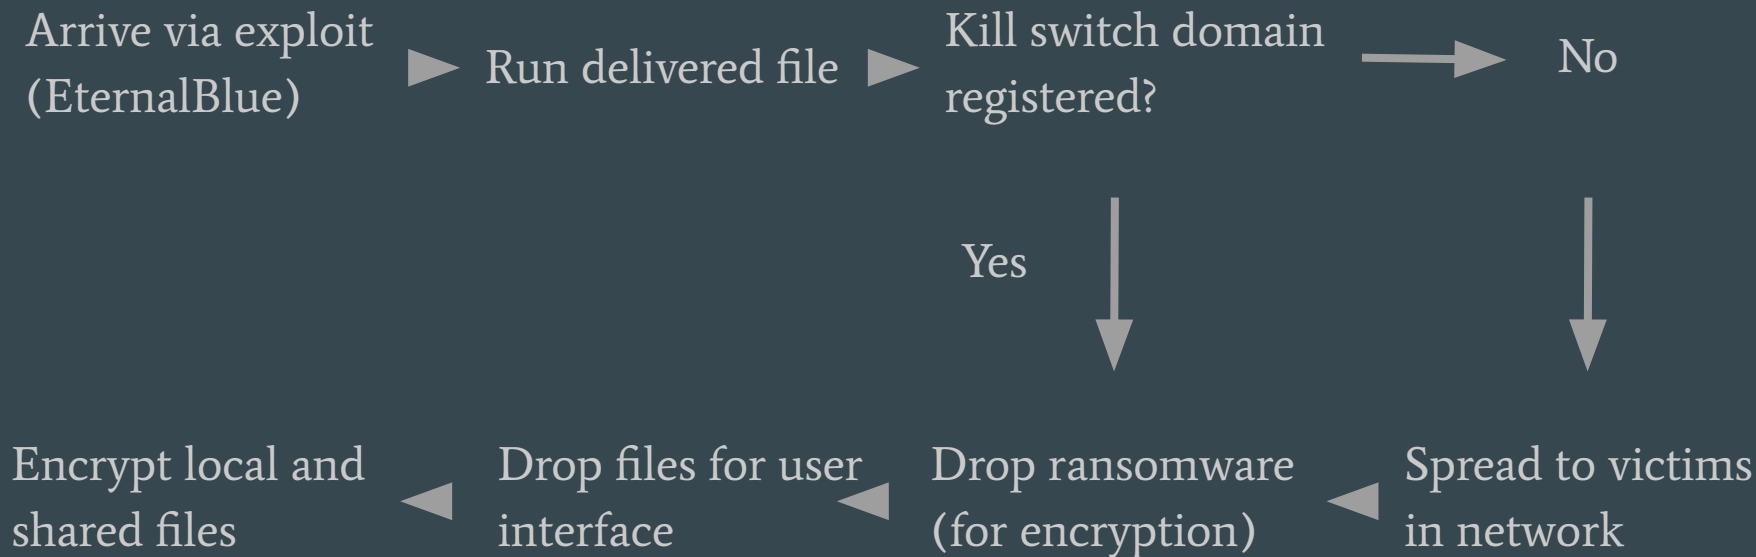 Arrive via exploit
(EternalBlue)
Run delivered file
Kill switch domain
registered?
No
Yes
Encrypt local and
shared files
Drop files for user
interface
Drop ransomware
(for encryption)
Spread to victims
in network